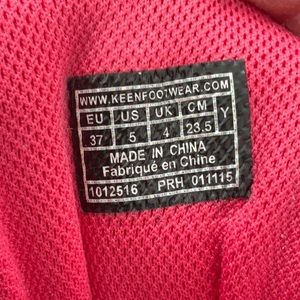 WWW.KEENFOOTWEAR.COM
EU US UK CM Y
37 5 4 23.5
MADE IN CHINA
Fabriqué en Chine
1012516 PRH 011115